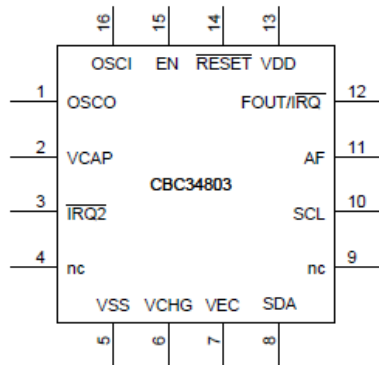 16 15 14 13
OSCI EN RESET VDD
1 OSCO FOUT/IRQ 12
2 VCAP AF 11
CBC34803
3 IRQ2 SCL 10
4 nc nc 9
VSS VCHG VEC SDA
5 6 7 8